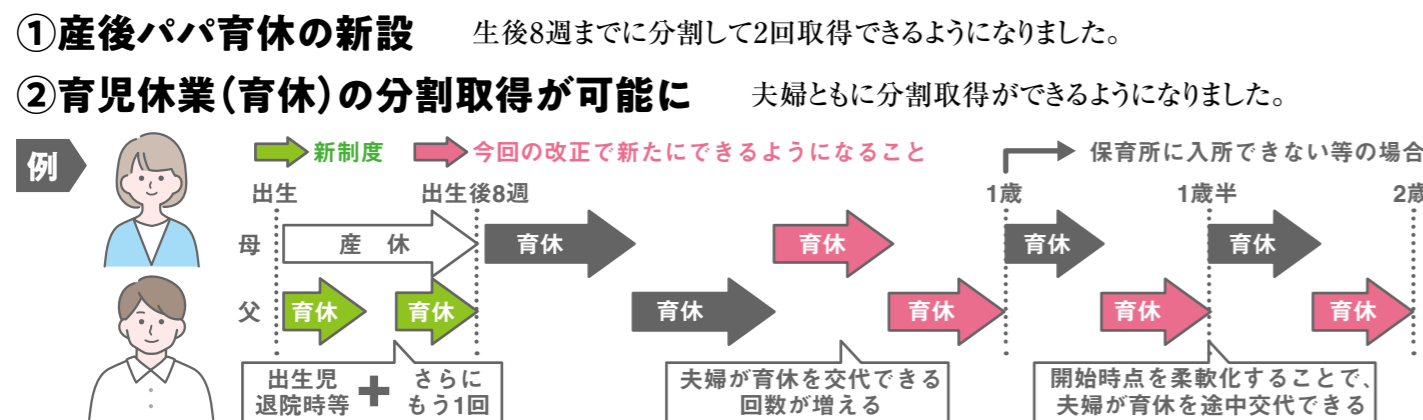 ①産後パパ育休の新設 生後8週までに分割して2回取得できるようになりました。
②育児休業(育休)の分割取得が可能に 夫婦ともに分割取得ができるようになりました。
例 新制度 今回の改正で新たにできるようになること 保育所に入所できない等の場合
出生 出生後8週 1歳 1歳半 2歳
母 産休 育休 育休 育休 育休
父 育休 育休 育休 育休 育休 育休
出生児
退院時等
+
さらに
もう1回
夫婦が育休を交代できる
回数が増える
開始時点を柔軟化することで、
夫婦が育休を途中交代できる